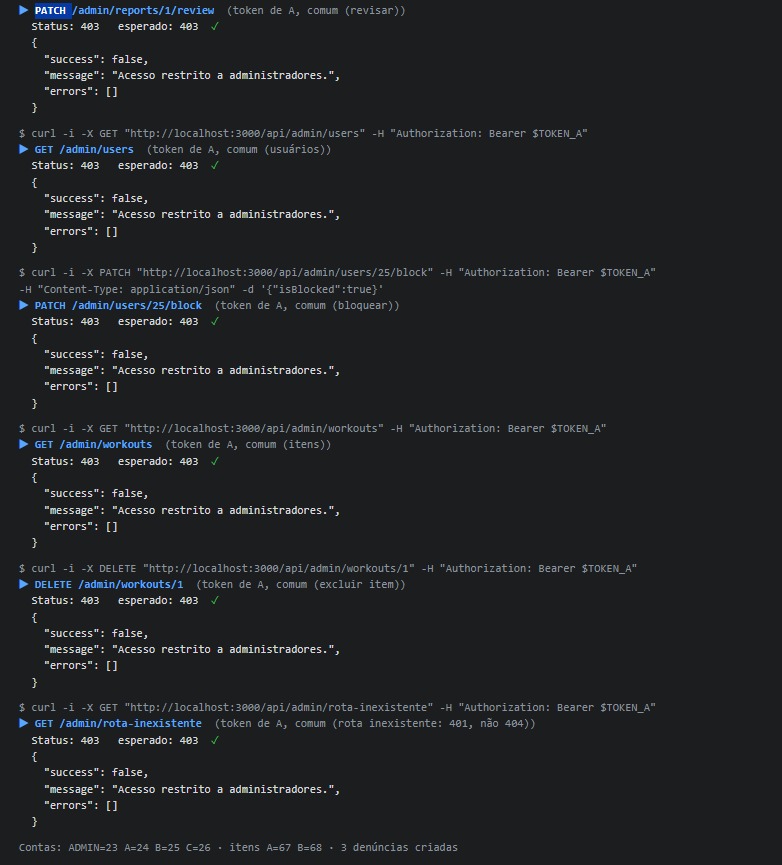 ▶ PATCH /admin/reports/1/review (token de A, comum (revisar))
Status: 403 esperado: 403 ✓
{
"success": false,
"message": "Acesso restrito a administradores.",
"errors": []
}
$ curl -i -X GET "http://localhost:3000/api/admin/users" -H "Authorization: Bearer $TOKEN_A"
▶ GET /admin/users (token de A, comum (usuários))
Status: 403 esperado: 403 ✓
{
"success": false,
"message": "Acesso restrito a administradores.",
"errors": []
}
$ curl -i -X PATCH "http://localhost:3000/api/admin/users/25/block" -H "Authorization: Bearer $TOKEN_A"
-H "Content-Type: application/json" -d '{"isBlocked":true}'
▶ PATCH /admin/users/25/block (token de A, comum (bloquear))
Status: 403 esperado: 403 ✓
{
"success": false,
"message": "Acesso restrito a administradores.",
"errors": []
}
$ curl -i -X GET "http://localhost:3000/api/admin/workouts" -H "Authorization: Bearer $TOKEN_A"
▶ GET /admin/workouts (token de A, comum (itens))
Status: 403 esperado: 403 ✓
{
"success": false,
"message": "Acesso restrito a administradores.",
"errors": []
}
$ curl -i -X DELETE "http://localhost:3000/api/admin/workouts/1" -H "Authorization: Bearer $TOKEN_A"
▶ DELETE /admin/workouts/1 (token de A, comum (excluir item))
Status: 403 esperado: 403 ✓
{
"success": false,
"message": "Acesso restrito a administradores.",
"errors": []
}
$ curl -i -X GET "http://localhost:3000/api/admin/rota-inexistente" -H "Authorization: Bearer $TOKEN_A"
▶ GET /admin/rota-inexistente (token de A, comum (rota inexistente: 401, não 404))
Status: 403 esperado: 403 ✓
{
"success": false,
"message": "Acesso restrito a administradores.",
"errors": []
}
Contas: ADMIN=23 A=24 B=25 C=26 · itens A=67 B=68 · 3 denúncias criadas